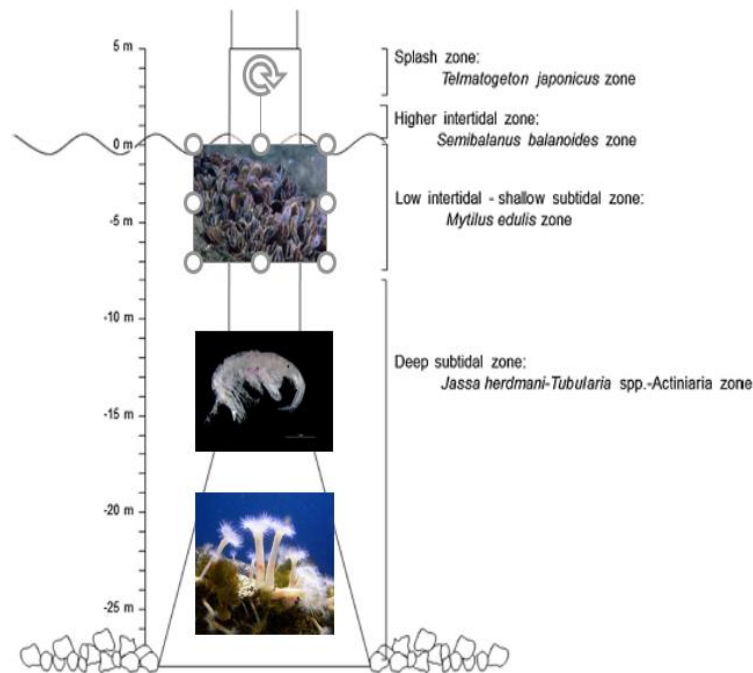 5 m
0 m
-5 m
-10 m
-15 m
-20 m
-25 m
Splash zone:
Telmatogeton japonicus zone
Higher intertidal zone:
Semibalanus balanoides zone
Low intertidal - shallow subtidal zone:
Mytilus edulis zone
Deep subtidal zone:
Jassa herdmani-Tubularia spp.-Actiniaria zone